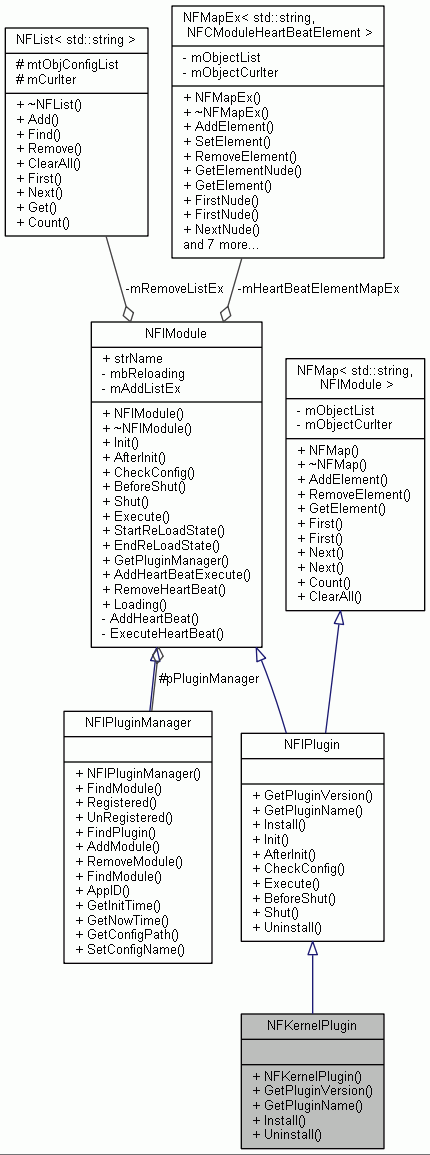 NFList< std::string >
# mtObjConfigList
# mCurIter
+ ~NFList()
+ Add()
+ Find()
+ Remove()
+ ClearAll()
+ First()
+ Next()
+ Get()
+ Count()
NFMapEx< std::string,
NFCModuleHeartBeatElement >
- mObjectList
- mObjectCurIter
+ NFMapEx()
+ ~NFMapEx()
+ AddElement()
+ SetElement()
+ RemoveElement()
+ GetElementNude()
+ GetElement()
+ FirstNude()
+ FirstNude()
+ NextNude()
and 7 more...
-mRemoveListEx
-mHeartBeatElementMapEx
NFIModule
+ strName
- mbReloading
- mAddListEx
+ NFIModule()
+ ~NFIModule()
+ Init()
+ AfterInit()
+ CheckConfig()
+ BeforeShut()
+ Shut()
+ Execute()
+ StartReLoadState()
+ EndReLoadState()
+ GetPluginManager()
+ AddHeartBeatExecute()
+ RemoveHeartBeat()
+ Loading()
- AddHeartBeat()
- ExecuteHeartBeat()
NFMap< std::string,
NFIModule >
- mObjectList
- mObjectCurIter
+ NFMap()
+ ~NFMap()
+ AddElement()
+ RemoveElement()
+ GetElement()
+ First()
+ First()
+ Next()
+ Next()
+ Count()
+ ClearAll()
#pPluginManager
NFIPluginManager
+ NFIPluginManager()
+ FindModule()
+ Registered()
+ UnRegistered()
+ FindPlugin()
+ AddModule()
+ RemoveModule()
+ FindModule()
+ AppID()
+ GetInitTime()
+ GetNowTime()
+ GetConfigPath()
+ SetConfigName()
NFIPlugin
+ GetPluginVersion()
+ GetPluginName()
+ Install()
+ Init()
+ AfterInit()
+ CheckConfig()
+ Execute()
+ BeforeShut()
+ Shut()
+ Uninstall()
NFKernelPlugin
+ NFKernelPlugin()
+ GetPluginVersion()
+ GetPluginName()
+ Install()
+ Uninstall()